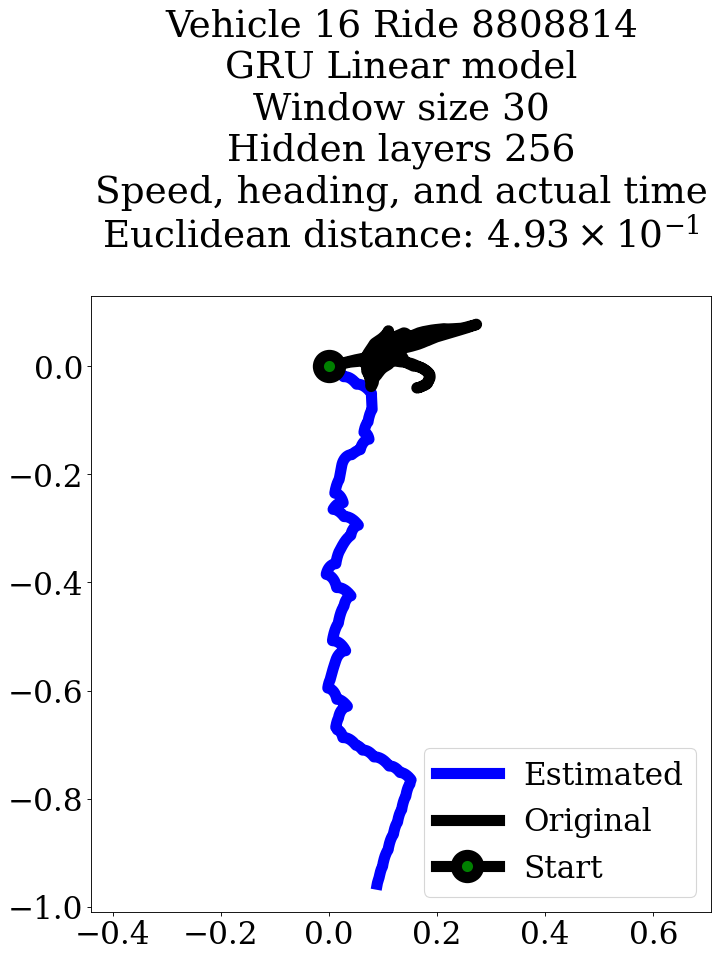 Vehicle 16 Ride 8808814
GRU Linear model
Window size 30
Hidden layers 256
Speed, heading, and actual time
Euclidean distance: 4.93 × 10⁻¹
0.0
−0.2
−0.4
−0.6
−0.8
−1.0
Estimated
Original
Start
−0.4 −0.2 0.0 0.2 0.4 0.6